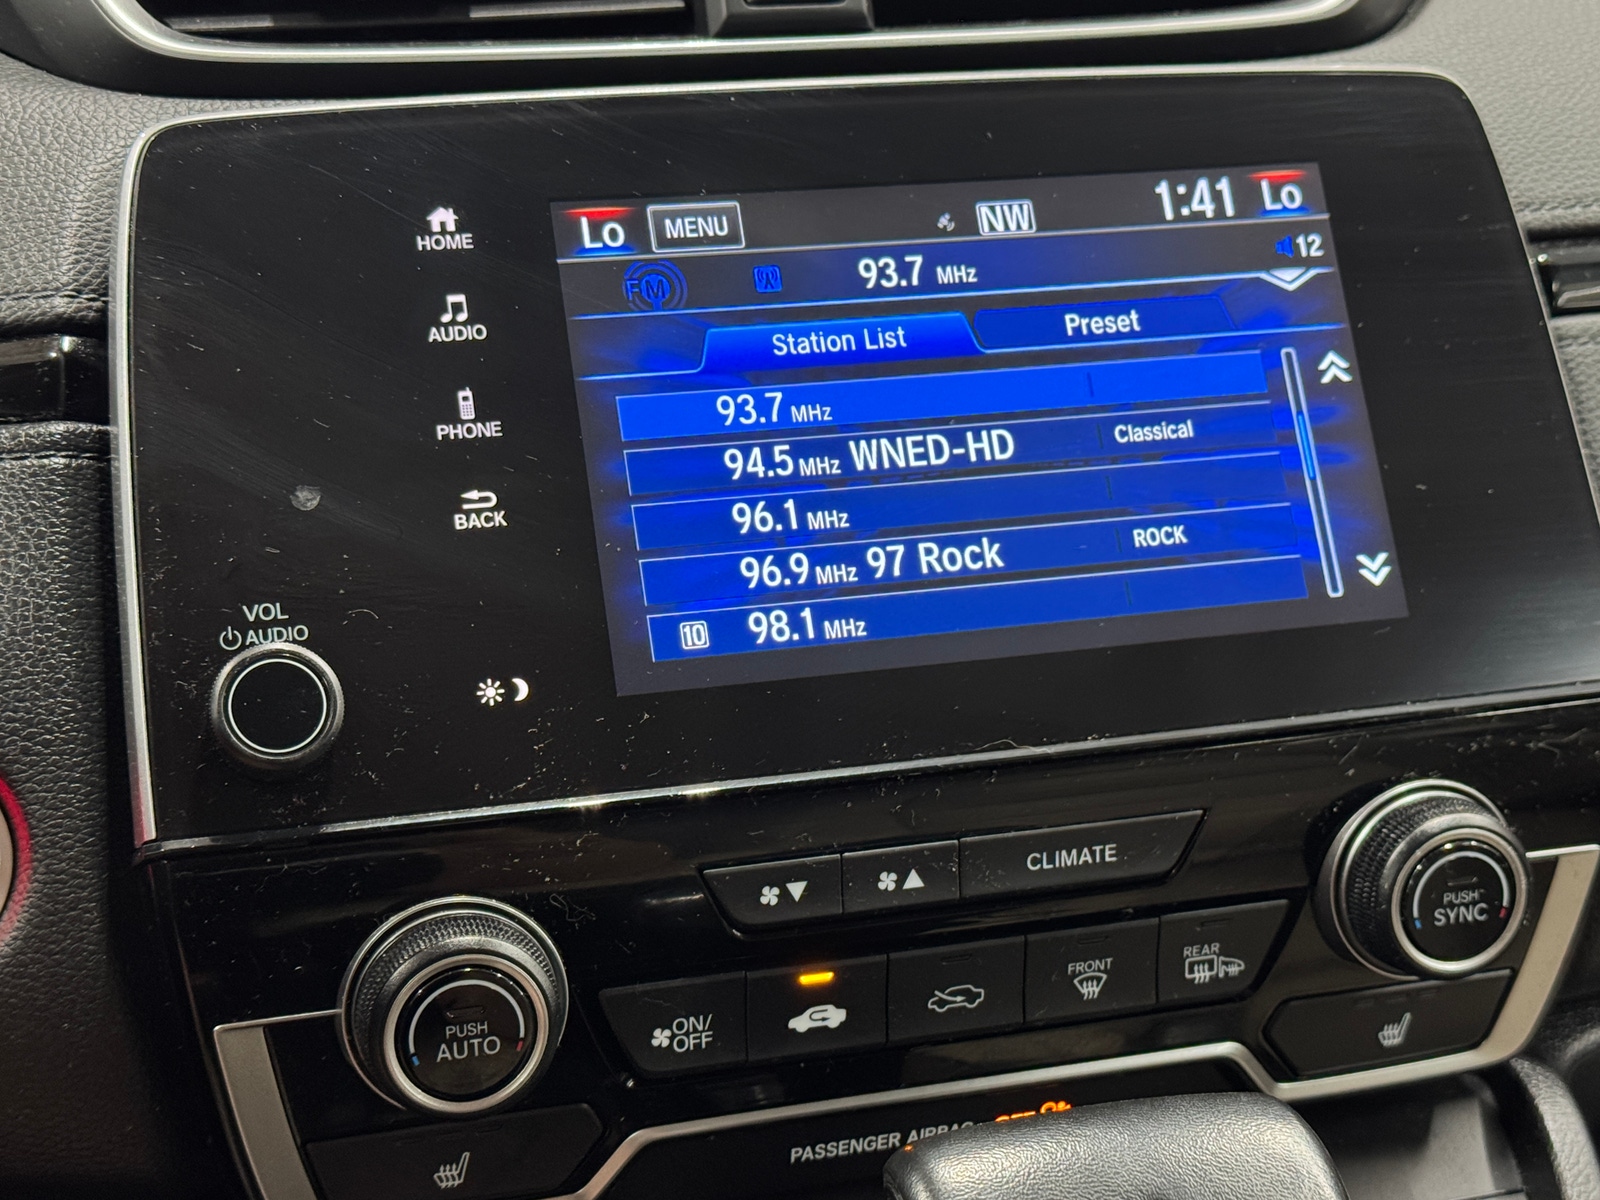 Lo MENU NW 1:41 Lo
FM 93.7 MHz 12
Station List Preset
93.7 MHz
94.5 MHz WNED-HD Classical
96.1 MHz
96.9 MHz 97 Rock ROCK
10 98.1 MHz
HOME
AUDIO
PHONE
BACK
VOL
AUDIO
CLIMATE
PUSH
SYNC
PUSH
AUTO
ON/
OFF
FRONT
REAR
PASSENGER AIRBAG OFF